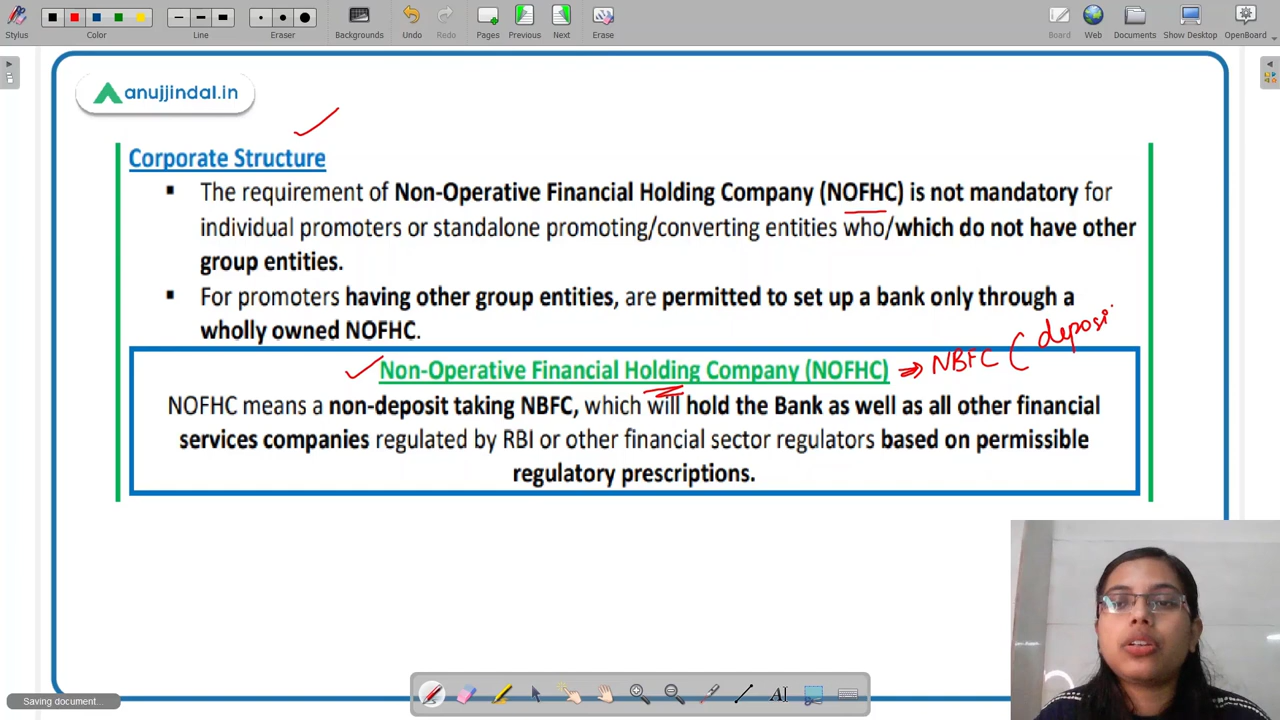 Stylus
Color
Line
Eraser
Backgrounds
Undo
Redo
Pages
Previous
Next
Erase
Board
Web
Documents
Show Desktop
OpenBoard
anujjindal.in
Corporate Structure
▪ The requirement of Non-Operative Financial Holding Company (NOFHC) is not mandatory for
individual promoters or standalone promoting/converting entities who/which do not have other
group entities.
▪ For promoters having other group entities, are permitted to set up a bank only through a
wholly owned NOFHC.
Non-Operative Financial Holding Company (NOFHC) → NBFC ( deposi
NOFHC means a non-deposit taking NBFC, which will hold the Bank as well as all other financial
services companies regulated by RBI or other financial sector regulators based on permissible
regulatory prescriptions.
Saving document...